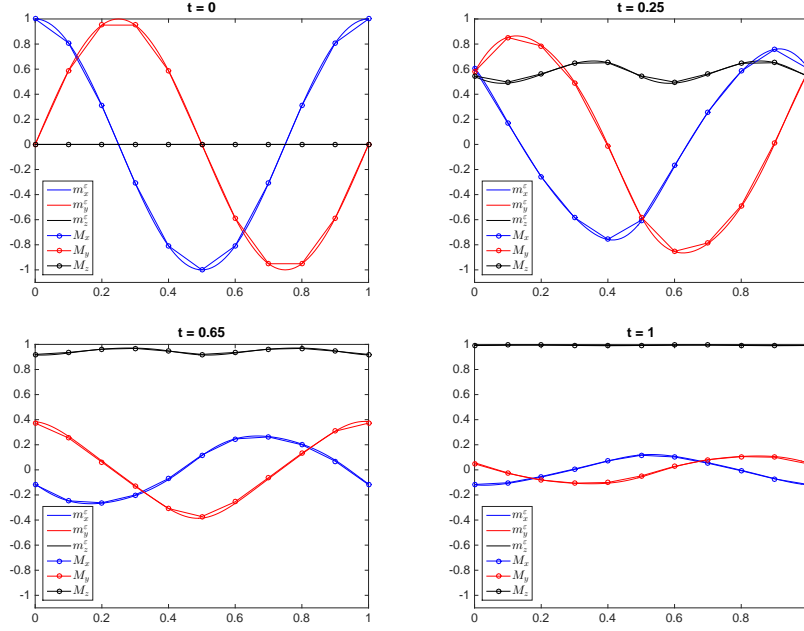 t = 0
1
0.8
0.6
0.4
0.2
0
-0.2
-0.4
-0.6
-0.8
-1
0 0.2 0.4 0.6 0.8 1
m_x^ε
m_y^ε
m_z^ε
M_x
M_y
M_z
t = 0.25
1
0.8
0.6
0.4
0.2
0
-0.2
-0.4
-0.6
-0.8
-1
0 0.2 0.4 0.6 0.8
m_x^ε
m_y^ε
m_z^ε
M_x
M_y
M_z
t = 0.65
1
0.8
0.6
0.4
0.2
0
-0.2
-0.4
-0.6
-0.8
-1
0 0.2 0.4 0.6 0.8 1
m_x^ε
m_y^ε
m_z^ε
M_x
M_y
M_z
t = 1
1
0.8
0.6
0.4
0.2
0
-0.2
-0.4
-0.6
-0.8
-1
0 0.2 0.4 0.6 0.8
m_x^ε
m_y^ε
m_z^ε
M_x
M_y
M_z